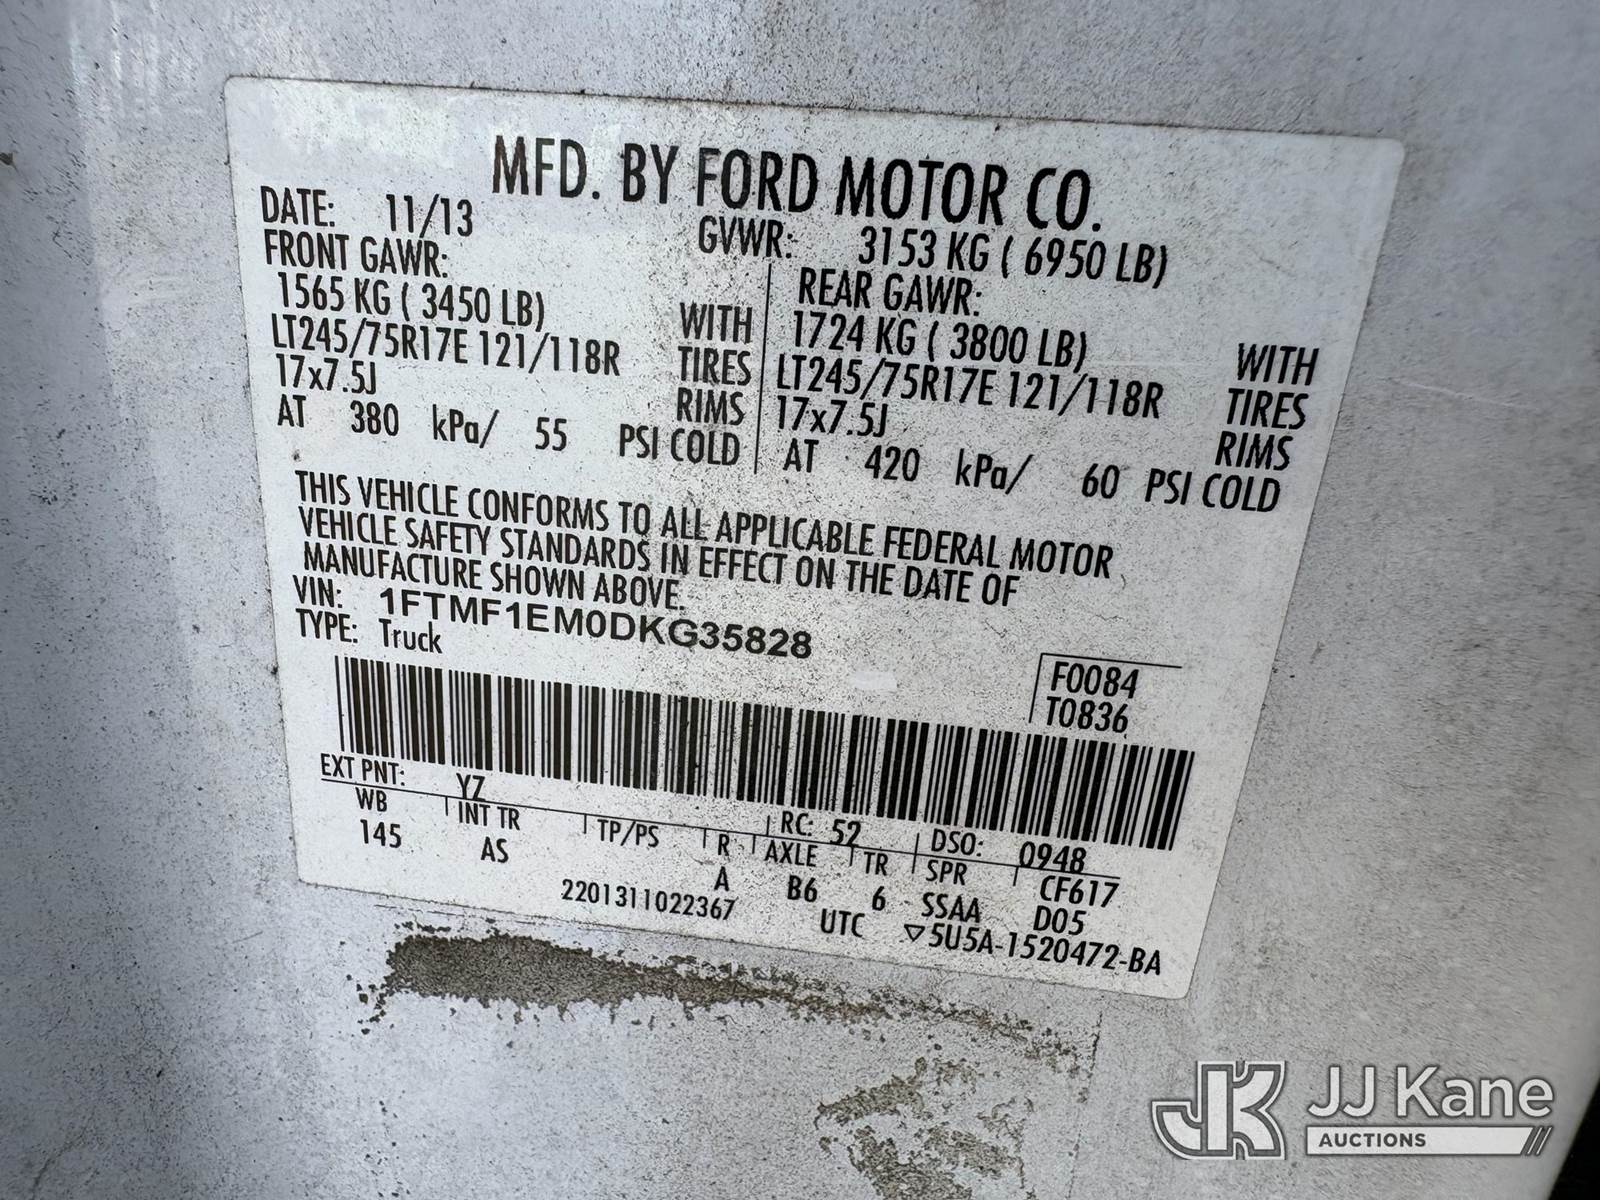 MFD. BY FORD MOTOR CO.
DATE: 11/13 GVWR: 3153 KG ( 6950 LB)
FRONT GAWR: REAR GAWR:
1565 KG ( 3450 LB) WITH 1724 KG ( 3800 LB) WITH
LT245/75R17E 121/118R TIRES LT245/75R17E 121/118R TIRES
17x7.5J RIMS 17x7.5J RIMS
AT 380 kPa/ 55 PSI COLD AT 420 kPa/ 60 PSI COLD
THIS VEHICLE CONFORMS TO ALL APPLICABLE FEDERAL MOTOR
VEHICLE SAFETY STANDARDS IN EFFECT ON THE DATE OF
MANUFACTURE SHOWN ABOVE.
VIN: 1FTMF1EM0DKG35828
TYPE: Truck
F0084
T0836
EXT PNT: YZ RC: 52 DSO: 0948
WB INT TR TP/PS R AXLE TR SPR CF617
145 AS A B6 6 SSAA D05
2201311022367 UTC ▽5U5A-1520472-BA
JK JJ Kane
AUCTIONS